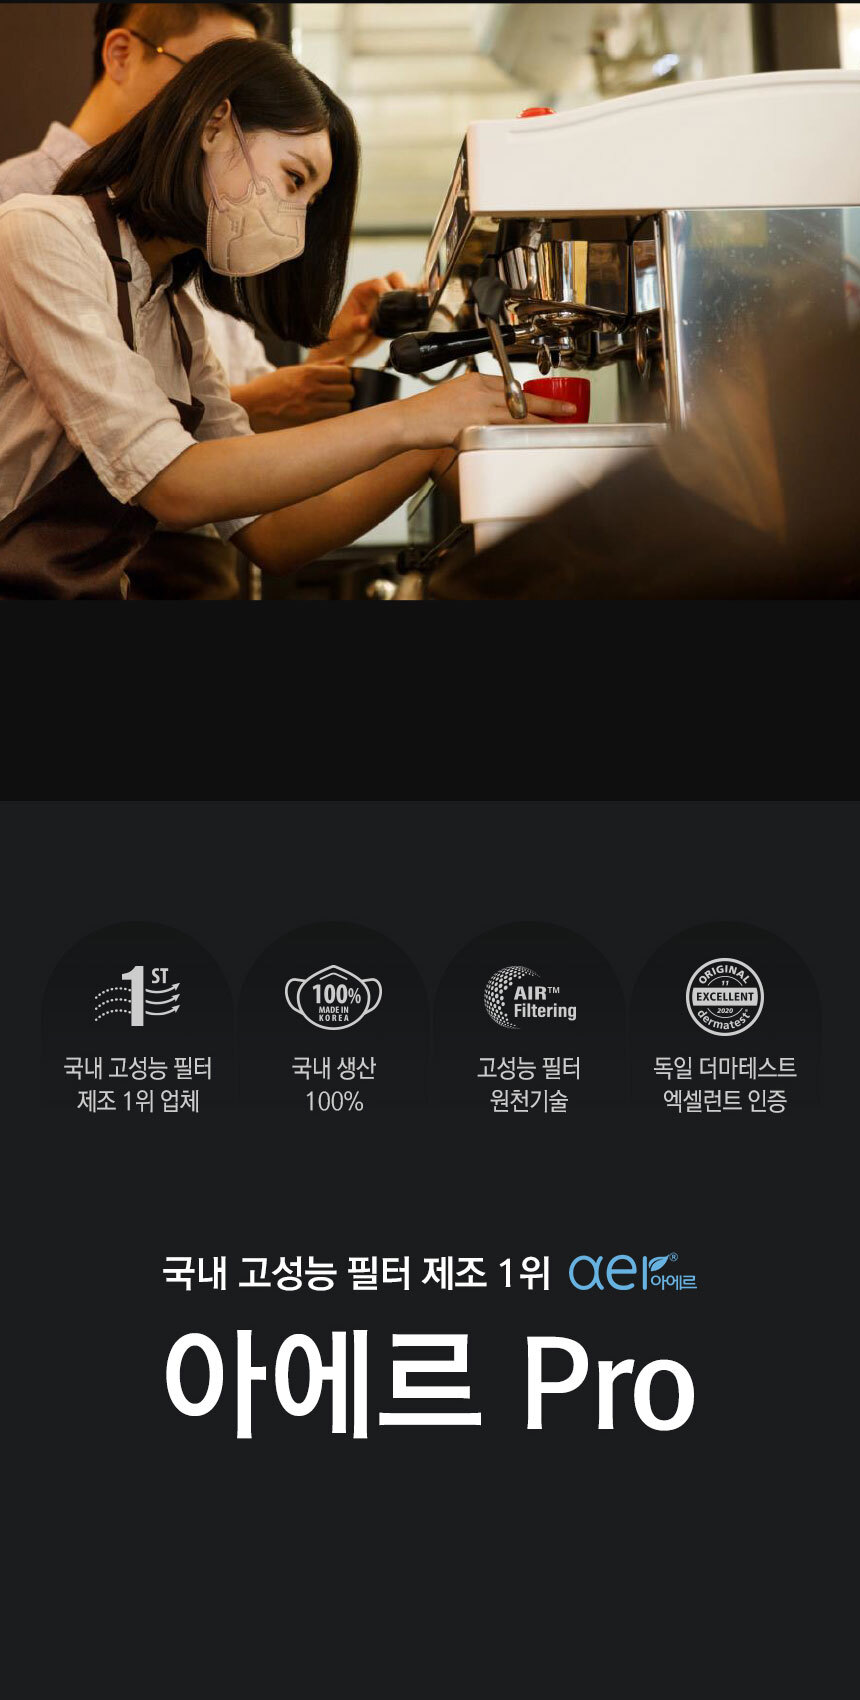 1ST
100%
MADE IN
KOREA
AIR™
Filtering
ORIGINAL
11
EXCELLENT
2020
dermatest®
국내 고성능 필터
제조 1위 업체
국내 생산
100%
고성능 필터
원천기술
독일 더마테스트
엑셀런트 인증
국내 고성능 필터 제조 1위 aer® 아에르
아에르 Pro